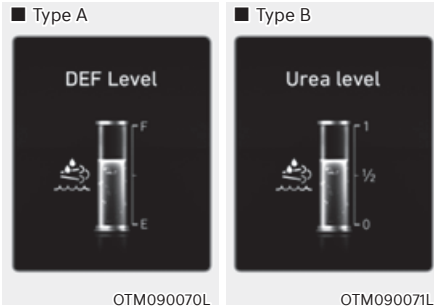 ■ Type A
DEF Level
F
E
OTM090070L
■ Type B
Urea level
1
½
0
OTM090071L